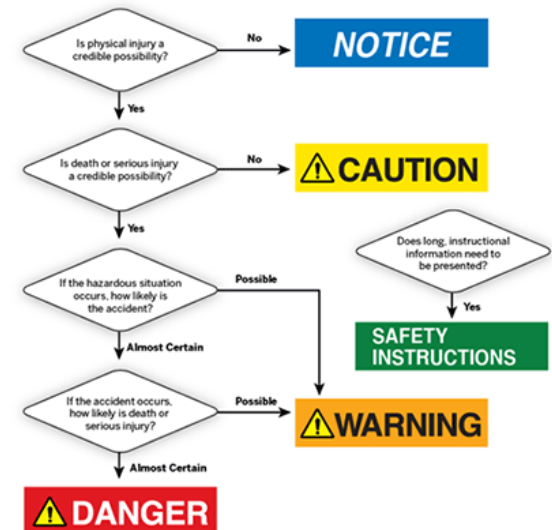 Is physical injury a
credible possibility?
No
NOTICE
Yes
Is death or serious injury
a credible possibility?
No
CAUTION
Yes
Does long, instructional
information need to
be presented?
Yes
SAFETY
INSTRUCTIONS
If the hazardous situation
occurs, how likely is
the accident?
Possible
Almost Certain
If the accident occurs,
how likely is death or
serious injury?
Possible
WARNING
Almost Certain
DANGER